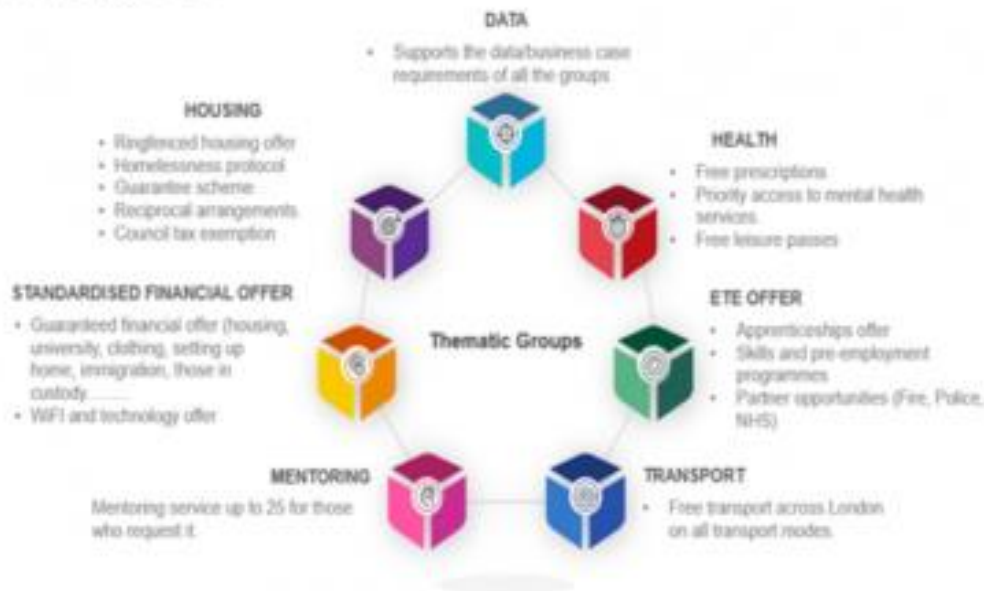 DATA
• Supports the data/business case
requirements of all the groups
HOUSING
• Ringfenced housing offer
• Homelessness protocol
• Guarantee scheme
• Reciprocal arrangements
• Council tax exemption
HEALTH
• Free prescriptions
• Priority access to mental health
services.
• Free leisure passes
STANDARDISED FINANCIAL OFFER
• Guaranteed financial offer (housing,
university, clothing, setting up
home, immigration, those in
custody........
• WiFI and technology offer
Thematic Groups
ETE OFFER
• Apprenticeships offer
• Skills and pre-employment
programmes
• Partner opportunities (Fire, Police,
NHS)
MENTORING
Mentoring service up to 25 for those
who request it.
TRANSPORT
• Free transport across London
on all transport modes.